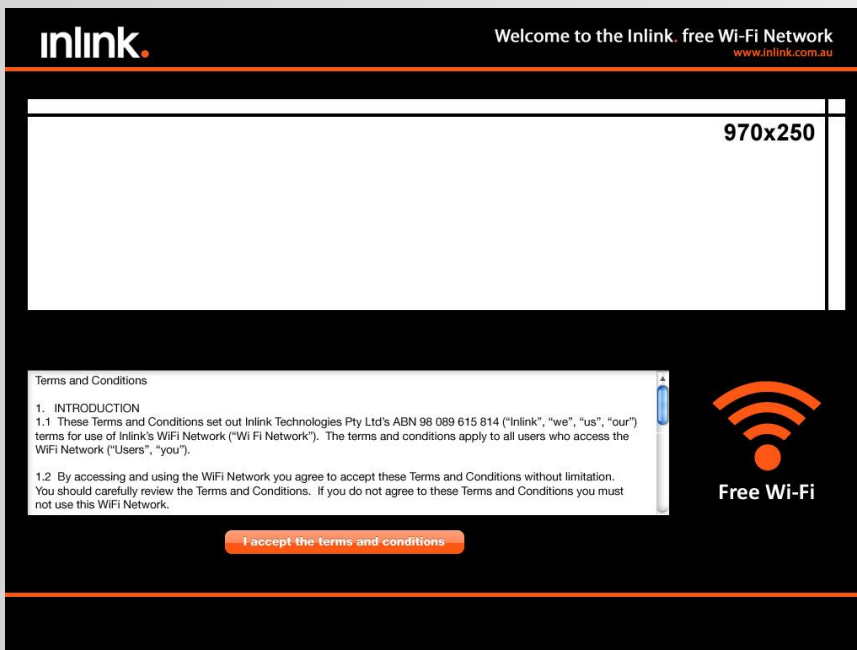 inlink.
Welcome to the Inlink. free Wi-Fi Network
www.inlink.com.au
970x250
Terms and Conditions
1. INTRODUCTION
1.1 These Terms and Conditions set out Inlink Technologies Pty Ltd's ABN 98 089 615 814 (“Inlink”, “we”, “us”, “our”)
terms for use of Inlink's WiFi Network (“Wi Fi Network”). The terms and conditions apply to all users who access the
WiFi Network (“Users”, “you”).
1.2 By accessing and using the WiFi Network you agree to accept these Terms and Conditions without limitation.
You should carefully review the Terms and Conditions. If you do not agree to these Terms and Conditions you must
not use this WiFi Network.
Free Wi-Fi
I accept the terms and conditions